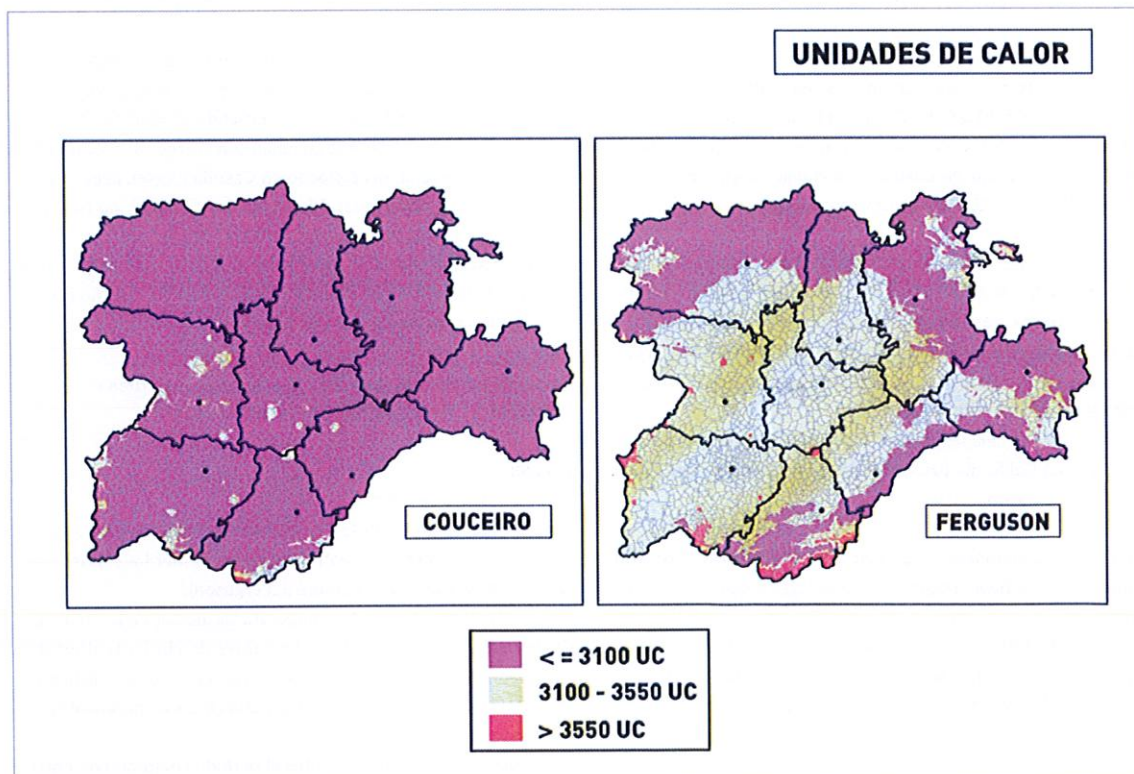 UNIDADES DE CALOR
COUCEIRO
FERGUSON
< = 3100 UC
3100 - 3550 UC
> 3550 UC